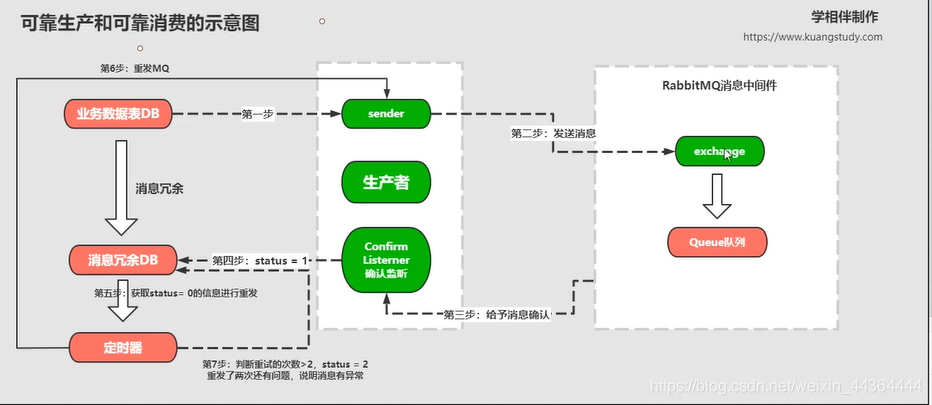 可靠生产和可靠消费的示意图
学相伴制作
https://www.kuangstudy.com
第6步：重发MQ
RabbitMQ消息中间件
业务数据表DB
第一步
sender
第二步：发送消息
exchange
消息冗余
生产者
Queue队列
消息冗余DB
第四步：status = 1
Confirm
Listerner
确认监听
第五步：获取status= 0的信息进行重发
第三步：给予消息确认
定时器
第7步：判断重试的次数>2，status = 2
重发了两次还有问题，说明消息有异常
https://blog.csdn.net/weixin_44364444